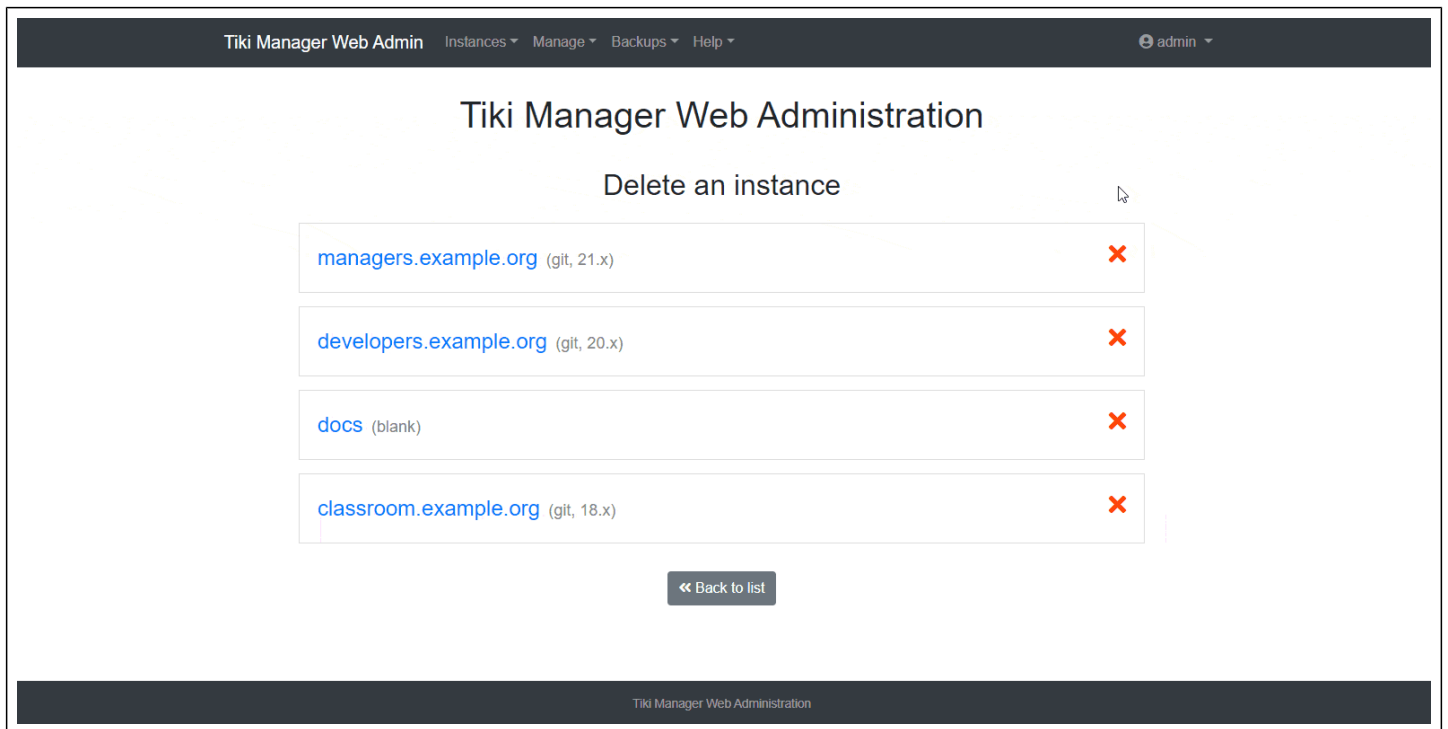 Tiki Manager Web Admin Instances Manage Backups Help admin
Tiki Manager Web Administration
Delete an instance
managers.example.org (git, 21.x)
developers.example.org (git, 20.x)
docs (blank)
classroom.example.org (git, 18.x)
Back to list
Tiki Manager Web Administration